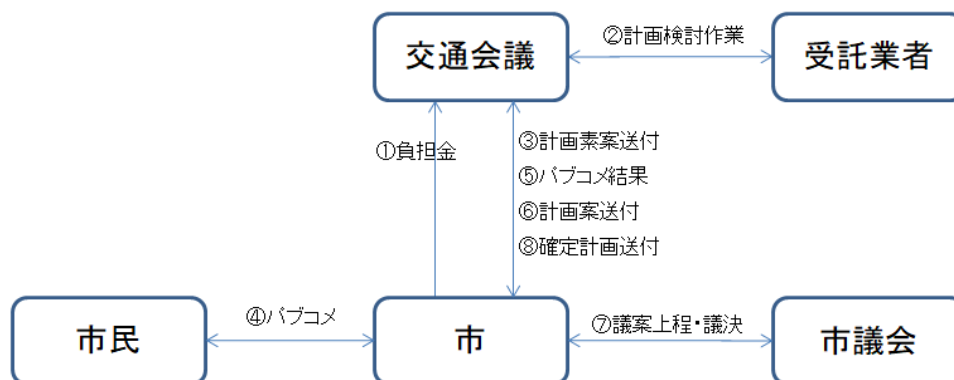 ②計画検討作業
交通会議
受託業者
①負担金
③計画素案送付
⑤パブコメ結果
⑥計画案送付
⑧確定計画送付
④パブコメ
⑦議案上程・議決
市民
市
市議会